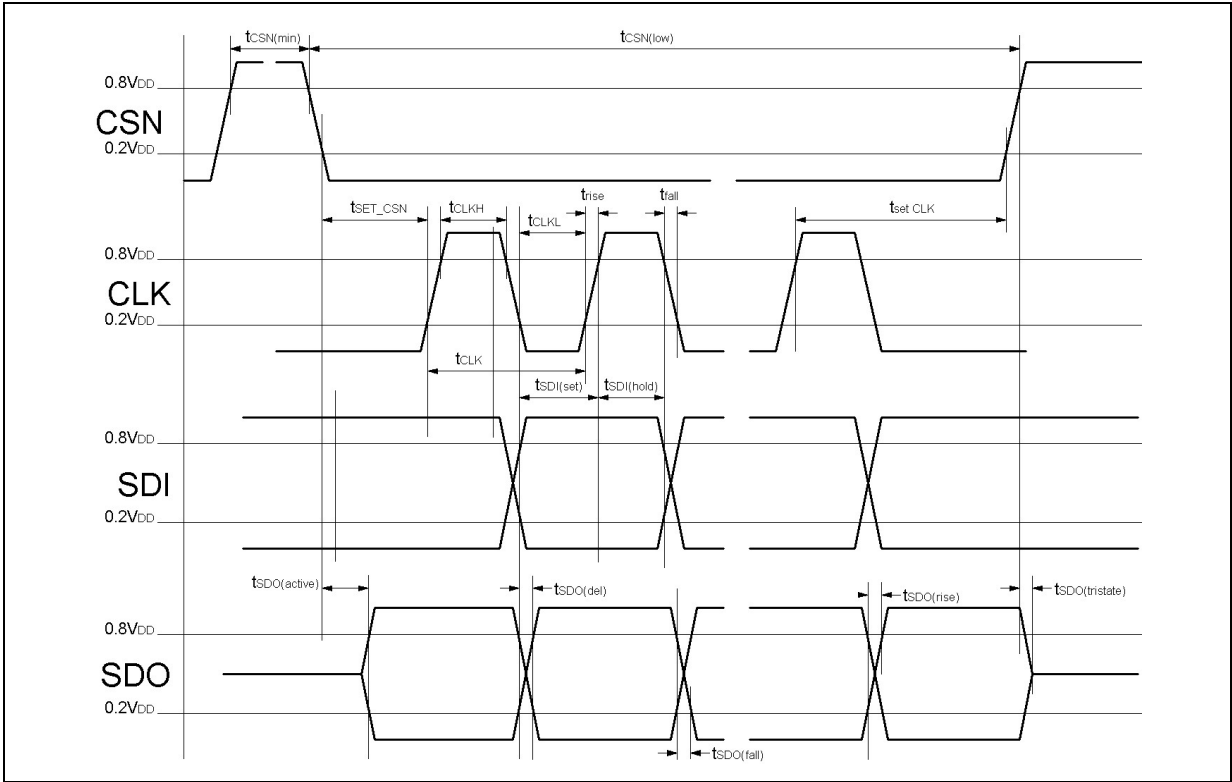 tCSN(min)
tCSN(low)
0.8VDD
CSN
0.2VDD
tSET_CSN
tCLKH
tCLKL
trise
tfall
tset CLK
0.8VDD
CLK
0.2VDD
tCLK
tSDI(set)
tSDI(hold)
0.8VDD
SDI
0.2VDD
tSDO(active)
tSDO(del)
tSDO(rise)
tSDO(tristate)
0.8VDD
SDO
0.2VDD
tSDO(fall)